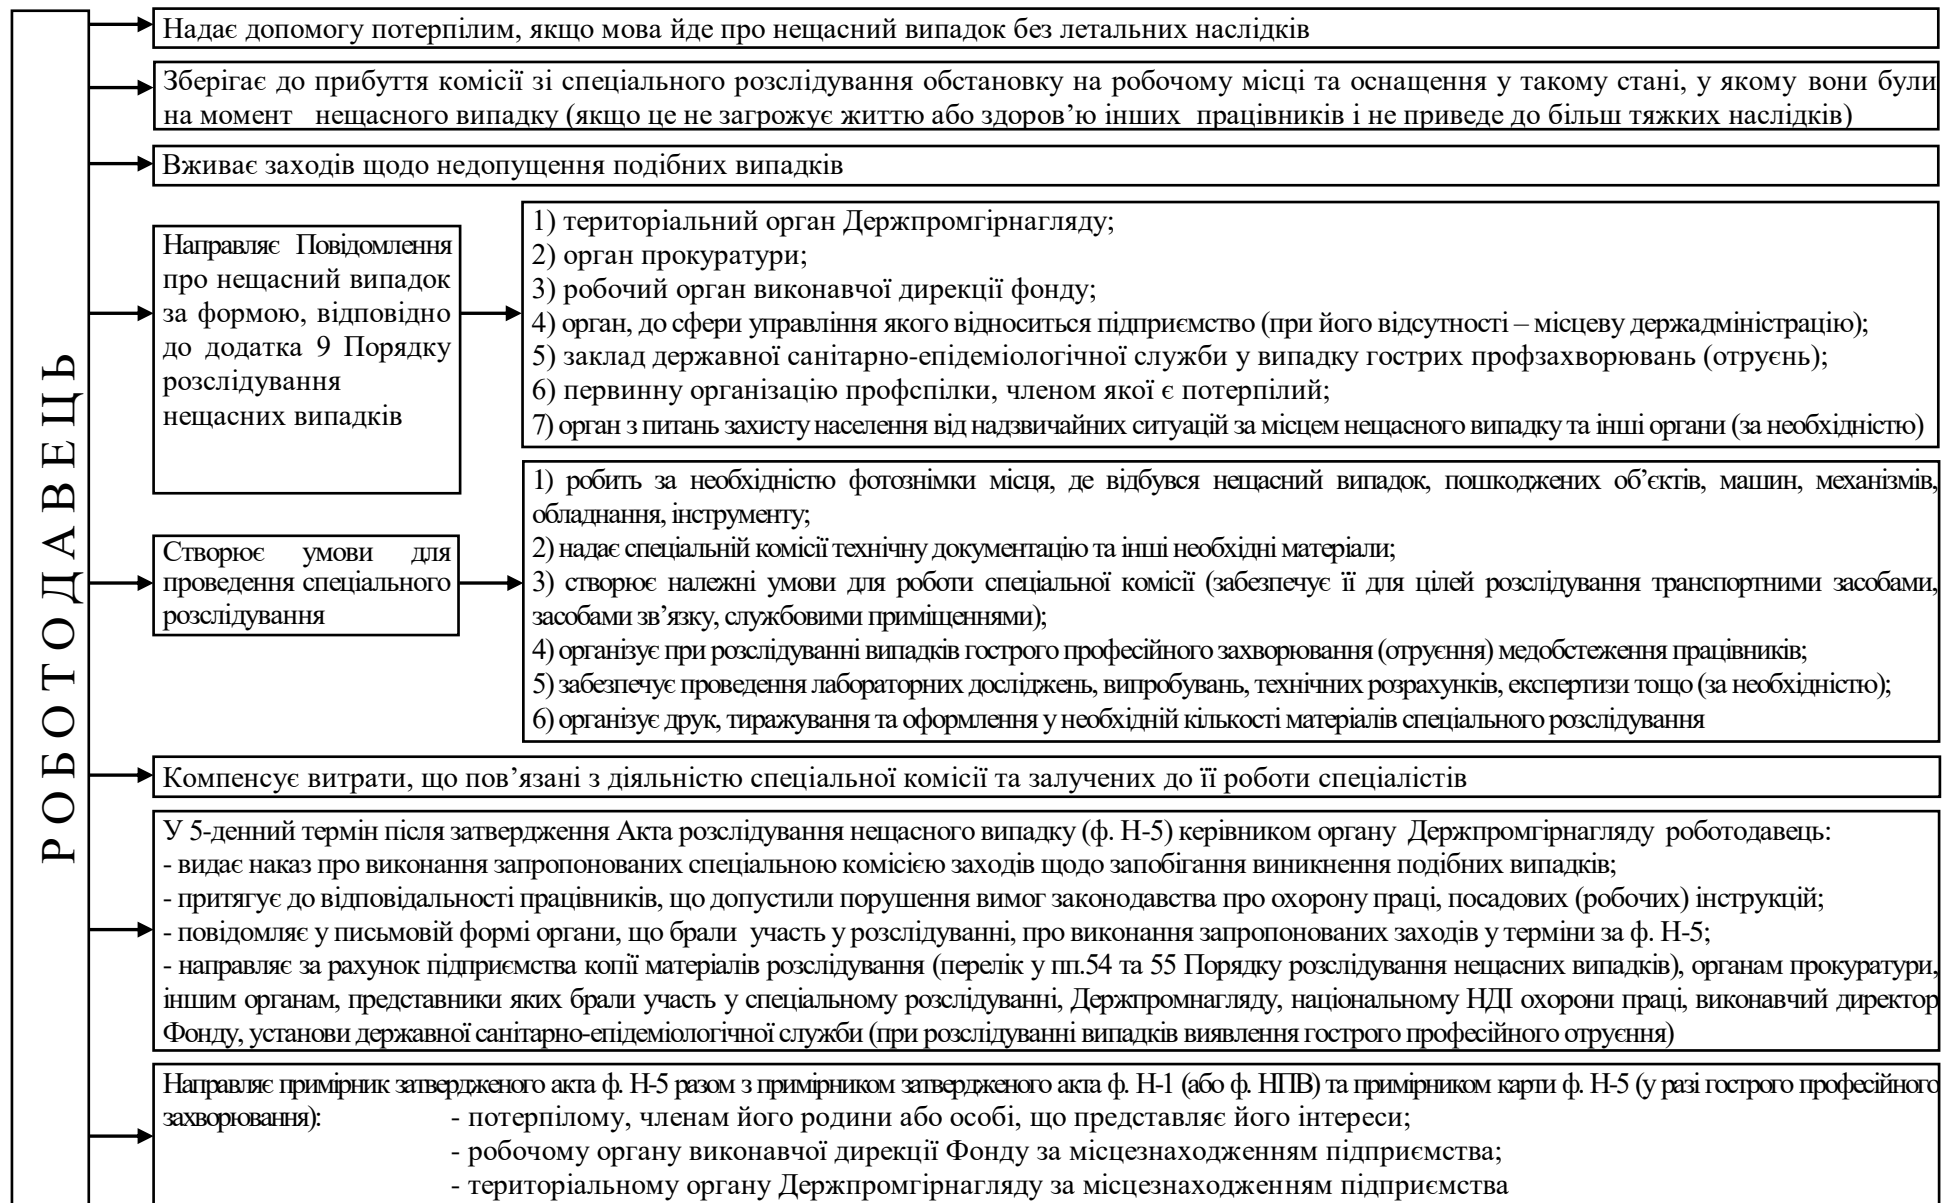 РОБОТОДАВЕЦЬ
Надає допомогу потерпілим, якщо мова йде про нещасний випадок без летальних наслідків
Зберігає до прибуття комісії зі спеціального розслідування обстановку на робочому місці та оснащення у такому стані, у якому вони були
на момент нещасного випадку (якщо це не загрожує життю або здоров’ю інших працівників і не приведе до більш тяжких наслідків)
Вживає заходів щодо недопущення подібних випадків
Направляє Повідомлення
про нещасний випадок
за формою, відповідно
до додатка 9 Порядку
розслідування
нещасних випадків
1) територіальний орган Держпромгірнагляду;
2) орган прокуратури;
3) робочий орган виконавчої дирекції фонду;
4) орган, до сфери управління якого відноситься підприємство (при його відсутності – місцеву держадміністрацію);
5) заклад державної санітарно-епідеміологічної служби у випадку гострих профзахворювань (отруєнь);
6) первинну організацію профспілки, членом якої є потерпілий;
7) орган з питань захисту населення від надзвичайних ситуацій за місцем нещасного випадку та інші органи (за необхідністю)
Створює умови для
проведення спеціального
розслідування
1) робить за необхідністю фотознімки місця, де відбувся нещасний випадок, пошкоджених об’єктів, машин, механізмів,
обладнання, інструменту;
2) надає спеціальній комісії технічну документацію та інші необхідні матеріали;
3) створює належні умови для роботи спеціальної комісії (забезпечує її для цілей розслідування транспортними засобами,
засобами зв’язку, службовими приміщеннями);
4) організує при розслідуванні випадків гострого професійного захворювання (отруєння) медобстеження працівників;
5) забезпечує проведення лабораторних досліджень, випробувань, технічних розрахунків, експертизи тощо (за необхідністю);
6) організує друк, тиражування та оформлення у необхідній кількості матеріалів спеціального розслідування
Компенсує витрати, що пов’язані з діяльністю спеціальної комісії та залучених до її роботи спеціалістів
У 5-денний термін після затвердження Акта розслідування нещасного випадку (ф. Н-5) керівником органу Держпромгірнагляду роботодавець:
- видає наказ про виконання запропонованих спеціальною комісією заходів щодо запобігання виникнення подібних випадків;
- притягує до відповідальності працівників, що допустили порушення вимог законодавства про охорону праці, посадових (робочих) інструкцій;
- повідомляє у письмовій формі органи, що брали участь у розслідуванні, про виконання запропонованих заходів у терміни за ф. Н-5;
- направляє за рахунок підприємства копії матеріалів розслідування (перелік у пп.54 та 55 Порядку розслідування нещасних випадків), органам прокуратури,
іншим органам, представники яких брали участь у спеціальному розслідуванні, Держпромнагляду, національному НДІ охорони праці, виконавчий директор
Фонду, установи державної санітарно-епідеміологічної служби (при розслідуванні випадків виявлення гострого професійного отруєння)
Направляє примірник затвердженого акта ф. Н-5 разом з примірником затвердженого акта ф. Н-1 (або ф. НПВ) та примірником карти ф. Н-5 (у разі гострого професійного
захворювання): - потерпілому, членам його родини або особі, що представляє його інтереси;
- робочому органу виконавчої дирекції Фонду за місцезнаходженням підприємства;
- територіальному органу Держпромгірнагляду за місцезнаходженням підприємства